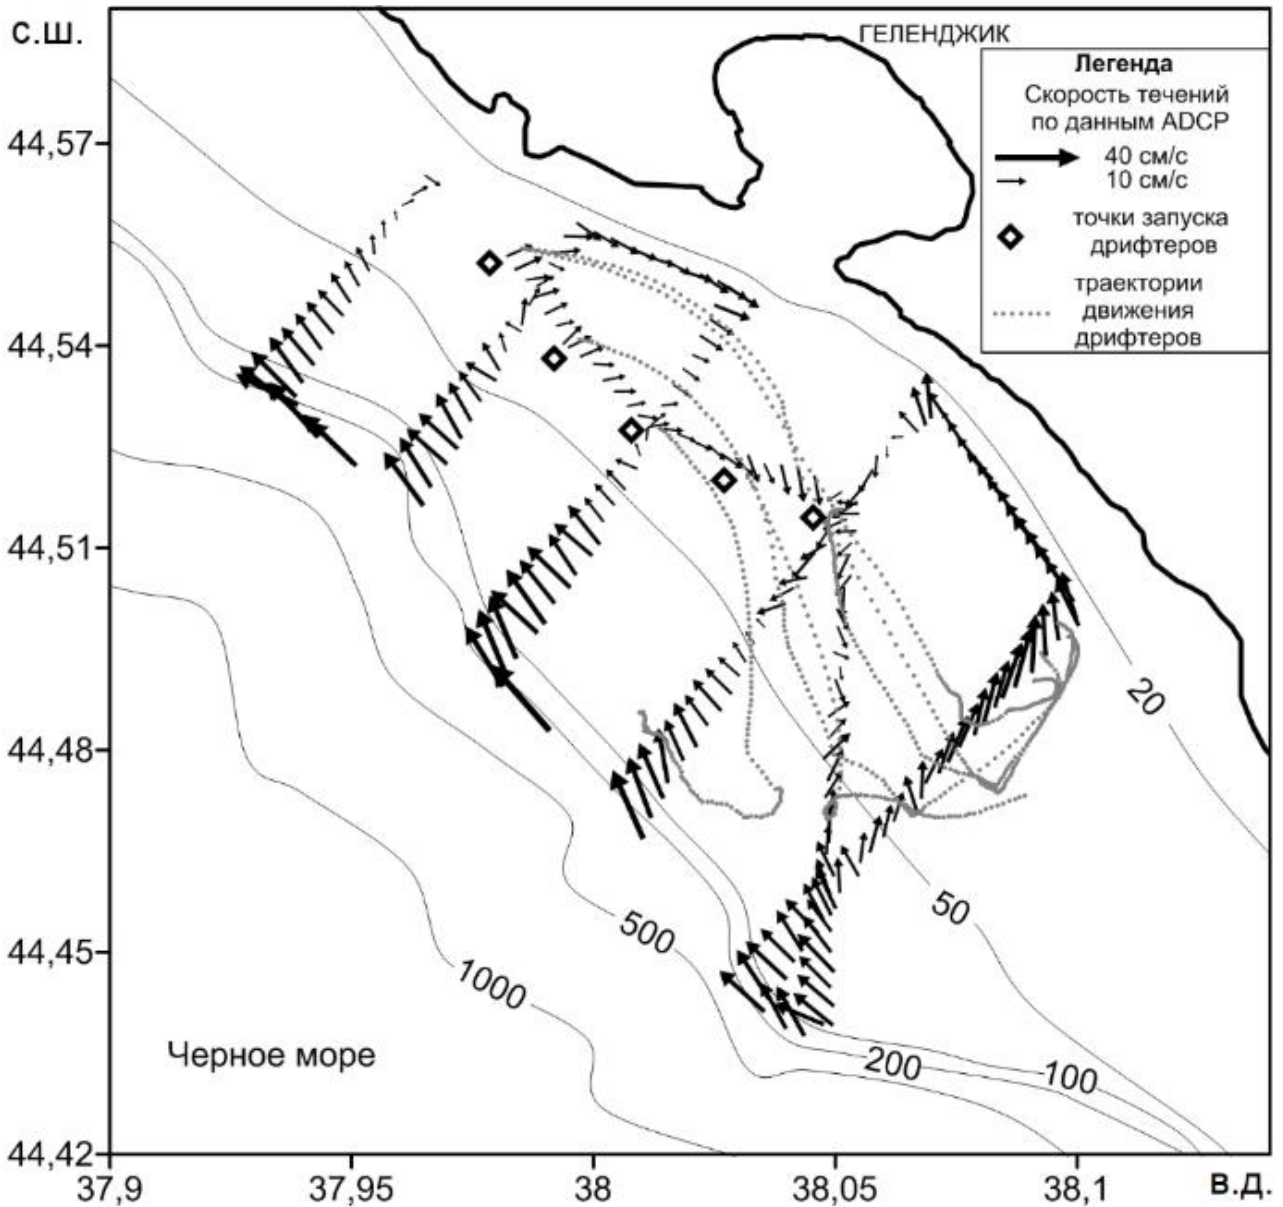 с.ш.
ГЕЛЕНДЖИК
Легенда
Скорость течений
по данным ADCP
40 см/с
10 см/с
точки запуска
дрифтеров
траектории
движения
дрифтеров
44,57
44,54
44,51
44,48
44,45
44,42
20
50
500
1000
200
100
Черное море
37,9
37,95
38
38,05
38,1
в.д.